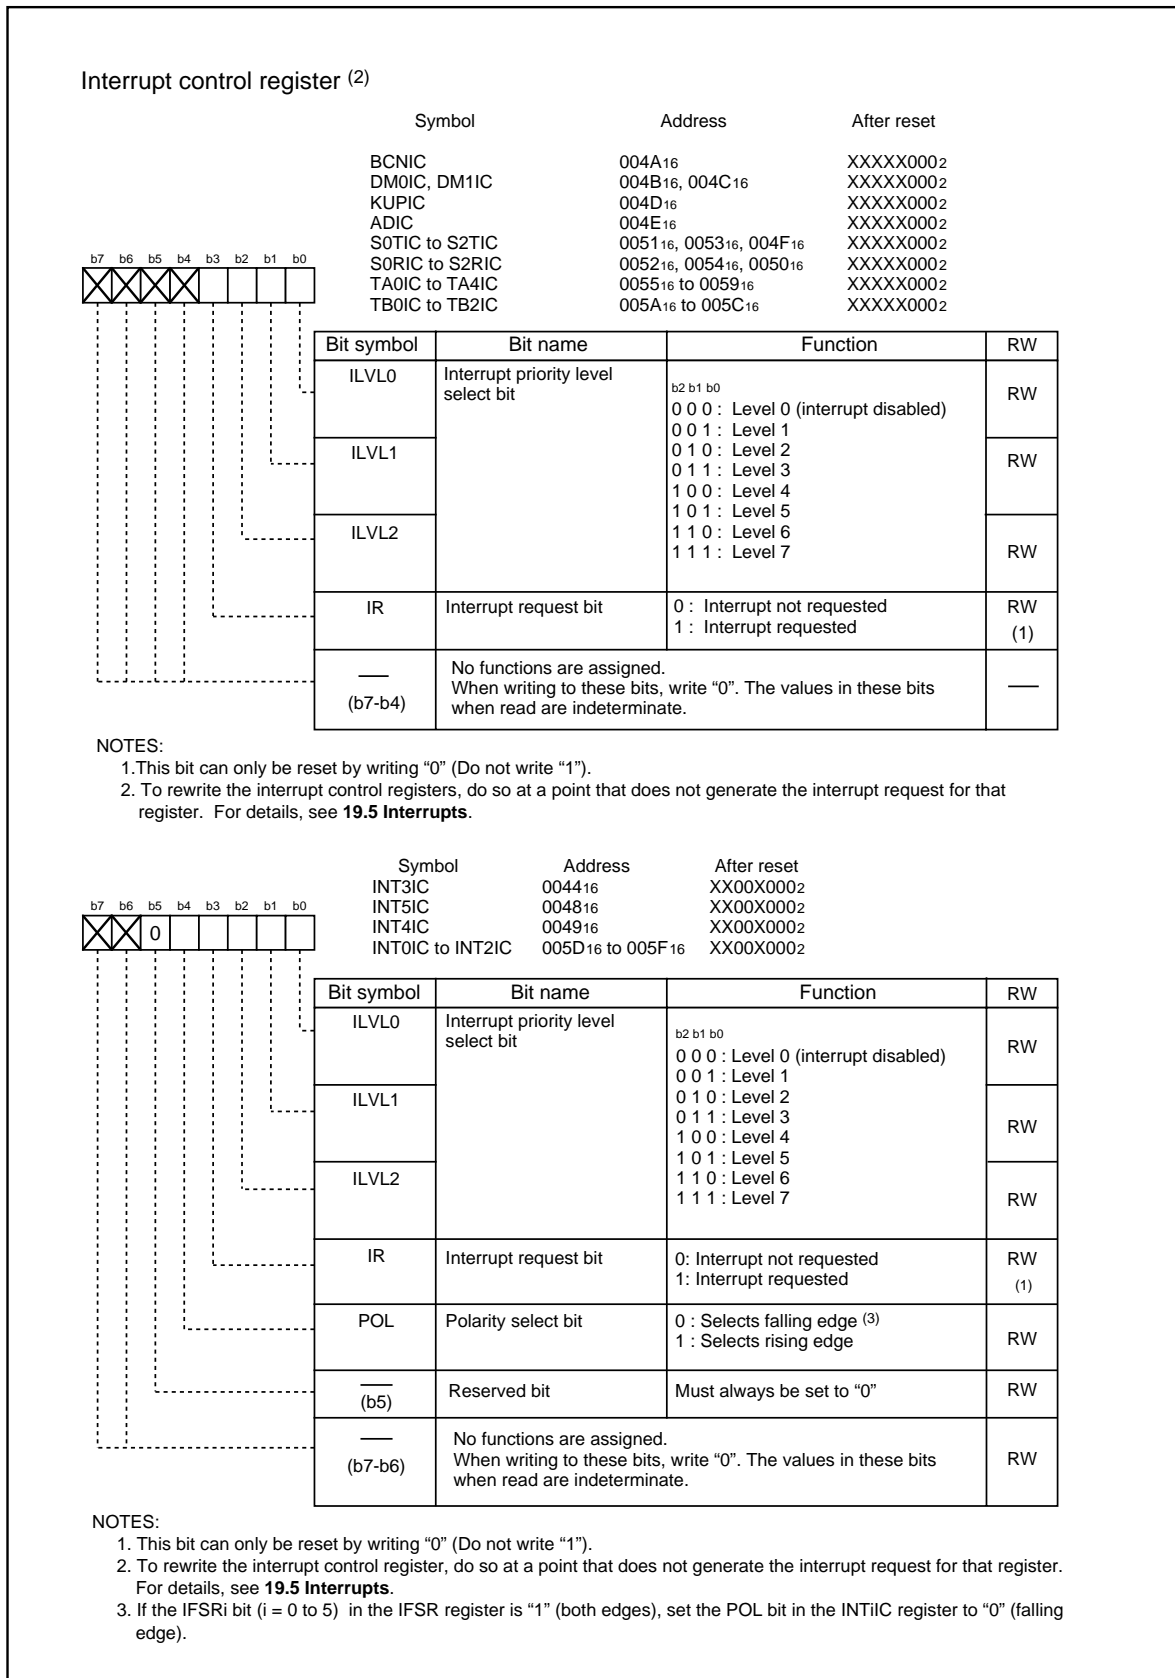 Interrupt control register (2)
Symbol Address After reset
BCNIC 004A16 XXXXX0002
DM0IC, DM1IC 004B16, 004C16 XXXXX0002
KUPIC 004D16 XXXXX0002
ADIC 004E16 XXXXX0002
S0TIC to S2TIC 005116, 005316, 004F16 XXXXX0002
S0RIC to S2RIC 005216, 005416, 005016 XXXXX0002
TA0IC to TA4IC 005516 to 005916 XXXXX0002
TB0IC to TB2IC 005A16 to 005C16 XXXXX0002
b7 b6 b5 b4 b3 b2 b1 b0
Bit symbol Bit name Function RW
ILVL0 Interrupt priority level
select bit
b2 b1 b0
0 0 0 : Level 0 (interrupt disabled)
0 0 1 : Level 1
0 1 0 : Level 2
0 1 1 : Level 3
1 0 0 : Level 4
1 0 1 : Level 5
1 1 0 : Level 6
1 1 1 : Level 7
RW
ILVL1 RW
ILVL2 RW
IR Interrupt request bit 0 : Interrupt not requested
1 : Interrupt requested
RW
(1)
(b7-b4)
No functions are assigned.
When writing to these bits, write “0”. The values in these bits
when read are indeterminate.
NOTES:
1.This bit can only be reset by writing “0” (Do not write “1”).
2. To rewrite the interrupt control registers, do so at a point that does not generate the interrupt request for that
register. For details, see 19.5 Interrupts.
Symbol Address After reset
INT3IC 004416 XX00X0002
INT5IC 004816 XX00X0002
INT4IC 004916 XX00X0002
INT0IC to INT2IC 005D16 to 005F16 XX00X0002
b7 b6 b5 b4 b3 b2 b1 b0
0
Bit symbol Bit name Function RW
ILVL0 Interrupt priority level
select bit
b2 b1 b0
0 0 0 : Level 0 (interrupt disabled)
0 0 1 : Level 1
0 1 0 : Level 2
0 1 1 : Level 3
1 0 0 : Level 4
1 0 1 : Level 5
1 1 0 : Level 6
1 1 1 : Level 7
RW
ILVL1 RW
ILVL2 RW
IR Interrupt request bit 0: Interrupt not requested
1: Interrupt requested
RW
(1)
POL Polarity select bit 0 : Selects falling edge (3)
1 : Selects rising edge
RW
(b5) Reserved bit Must always be set to “0” RW
(b7-b6)
No functions are assigned.
When writing to these bits, write “0”. The values in these bits
when read are indeterminate.
RW
NOTES:
1. This bit can only be reset by writing “0” (Do not write “1”).
2. To rewrite the interrupt control register, do so at a point that does not generate the interrupt request for that register.
For details, see 19.5 Interrupts.
3. If the IFSRi bit (i = 0 to 5) in the IFSR register is “1” (both edges), set the POL bit in the INTiIC register to “0” (falling
edge).